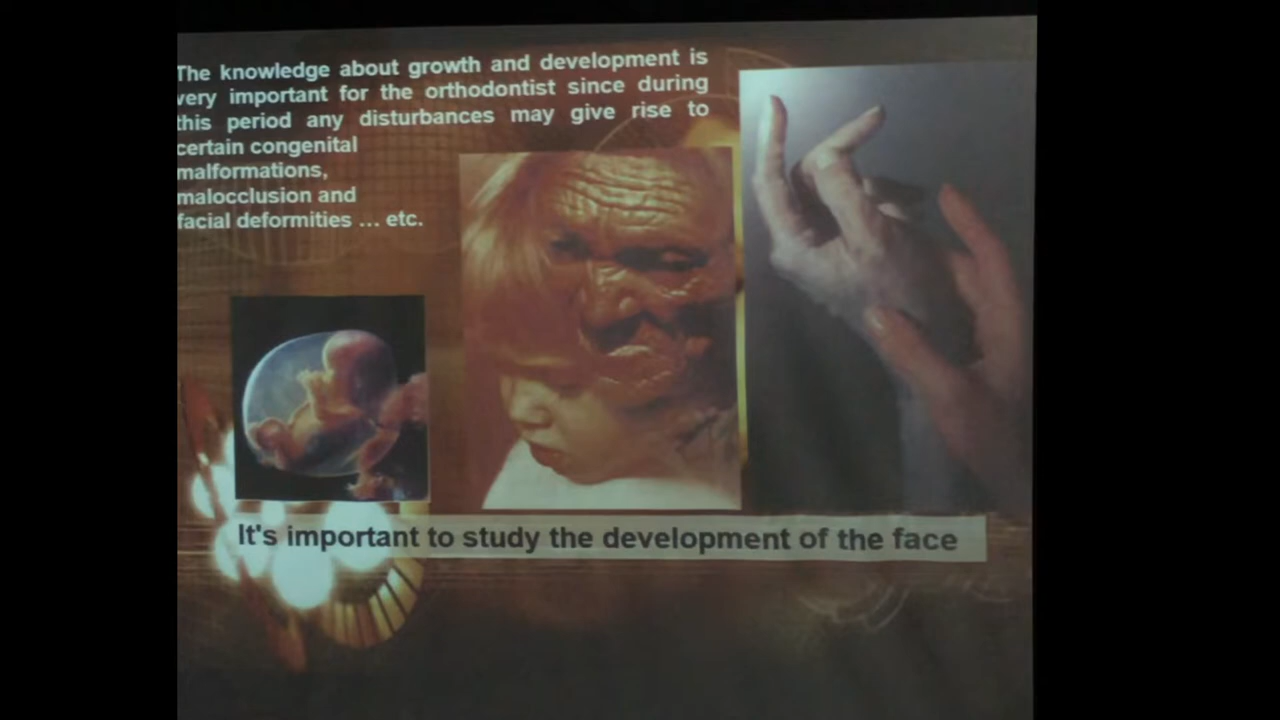 The knowledge about growth and development is
very important for the orthodontist since during
this period any disturbances may give rise to
certain congenital
malformations,
malocclusion and
facial deformities ... etc.
It's important to study the development of the face